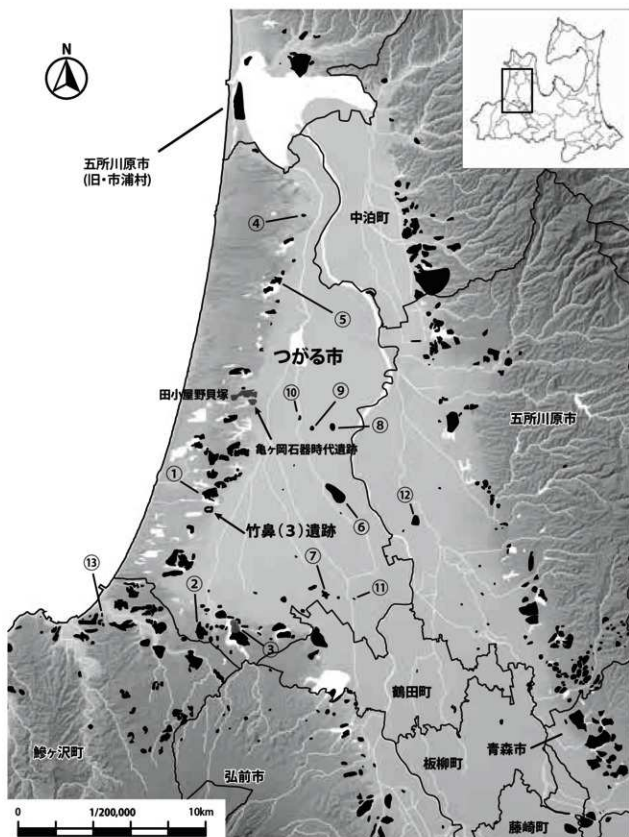 N
五所川原市
(旧・市浦村)
④
中泊町
⑤
つがる市
田小屋野貝塚
⑩
⑨
⑧
五所川原市
亀ヶ岡石器時代遺跡
①
竹鼻(3)遺跡
⑥
⑫
⑦
⑪
⑬
②
③
鶴田町
鰺ヶ沢町
弘前市
板柳町
青森市
藤崎町
0
1/200,000
10km